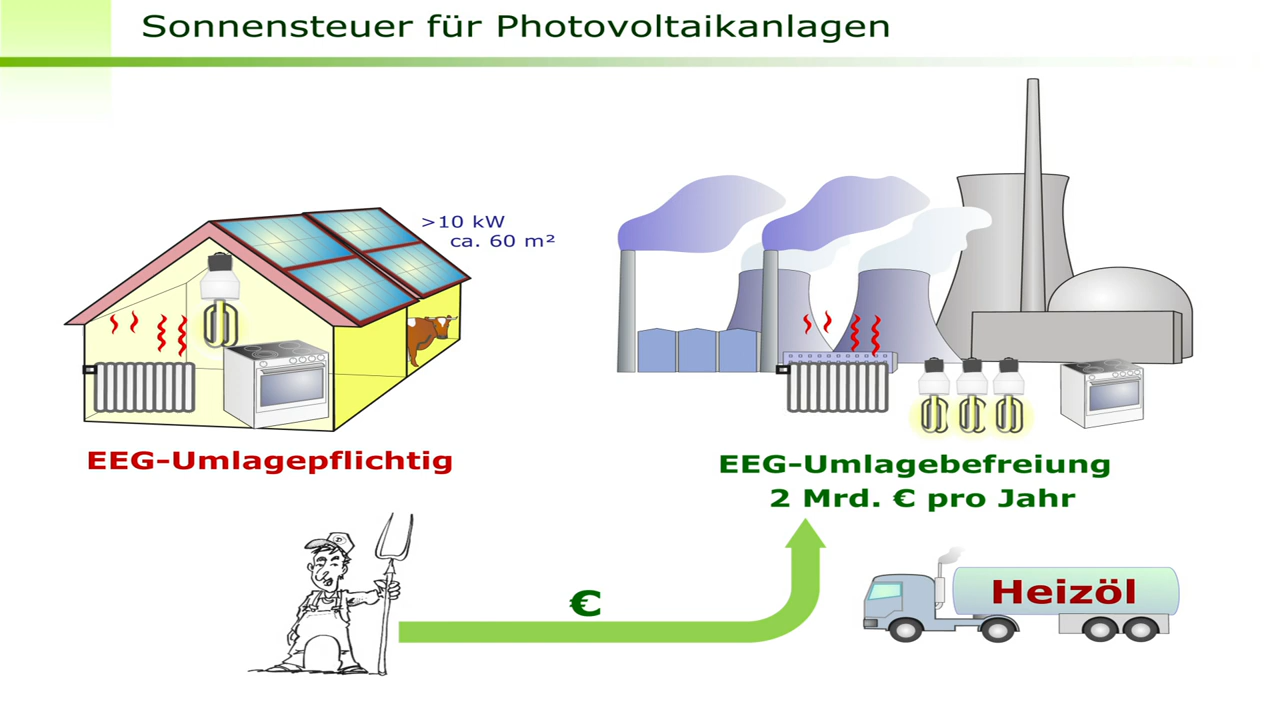 Sonnensteuer für Photovoltaikanlagen
>10 kW
ca. 60 m²
EEG-Umlagepflichtig
EEG-Umlagebefreiung
2 Mrd. € pro Jahr
€
Heizöl